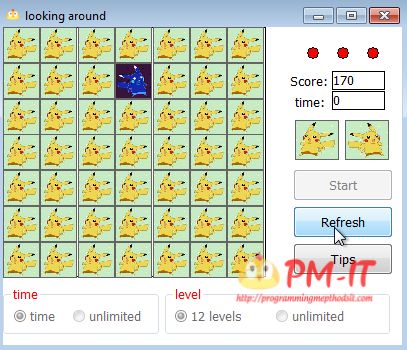 looking around
Score: 170
time: 0
Start
Refresh
Tips
PM-IT
http://programmingmepthodsit.com
time
time
unlimited
level
12 levels
unlimited